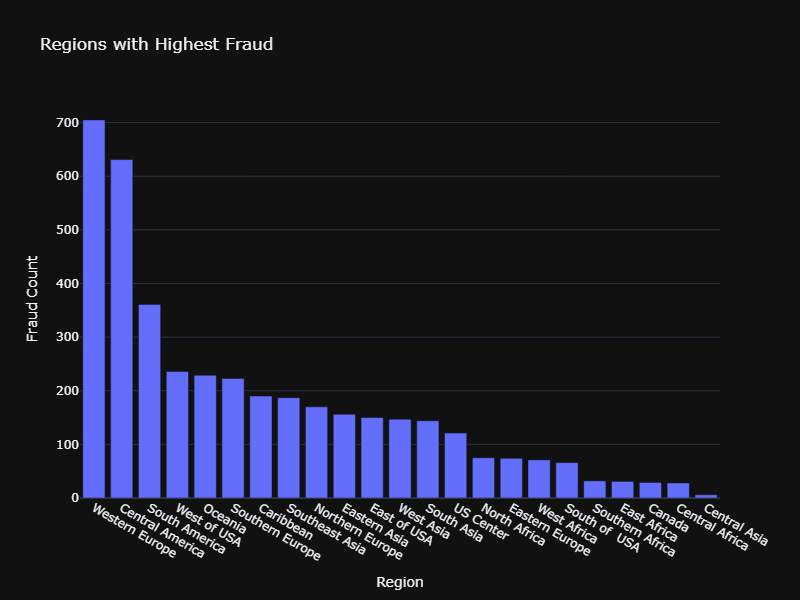 Regions with Highest Fraud
700
600
500
400
300
200
100
0
Fraud Count
Western Europe
Central America
South America
West of USA
Oceania
Southern Europe
Caribbean
Southeast Asia
Northern Europe
Eastern Asia
East of USA
West Asia
South Asia
US Center
North Africa
Eastern Europe
West Africa
South of  USA
Southern Africa
East Africa
Canada
Central Africa
Central Asia
Region